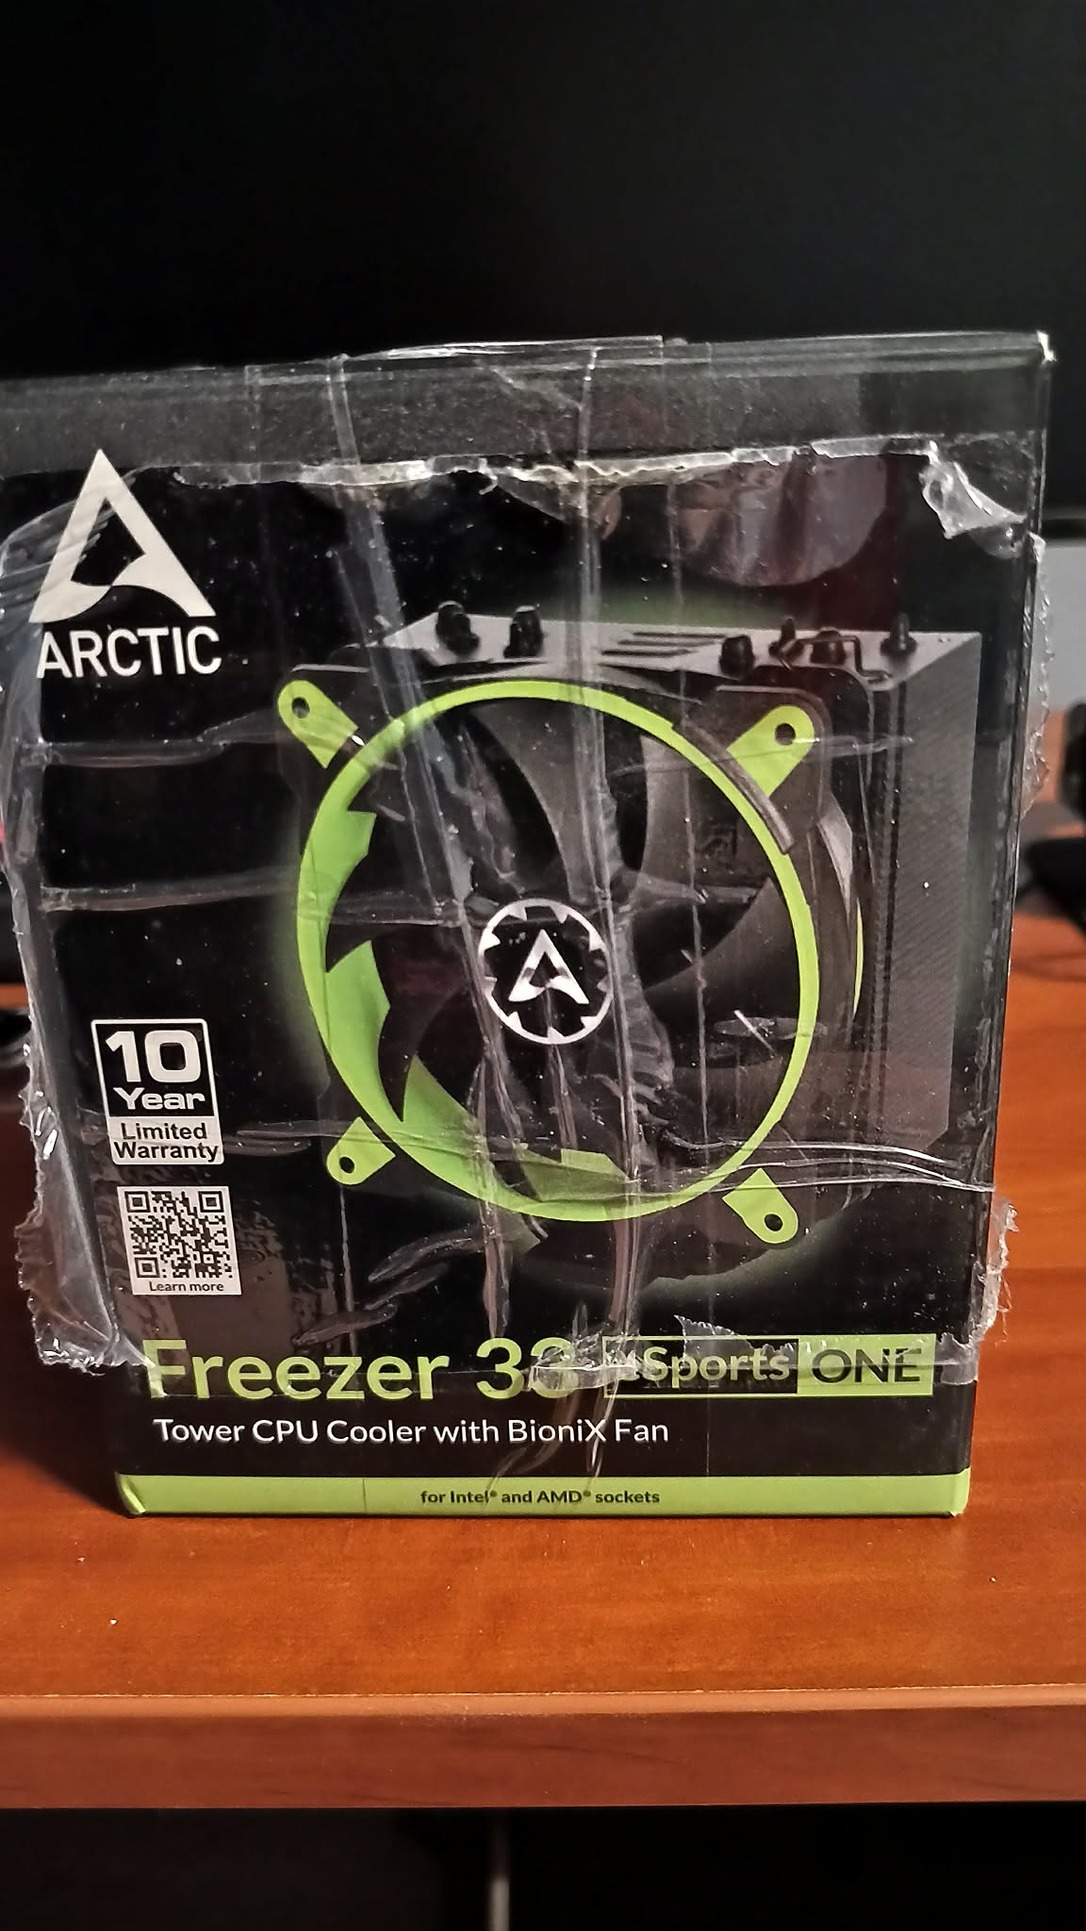 ARCTIC
10
Year
Limited
Warranty
Learn more
Freezer 33 eSports ONE
Tower CPU Cooler with BioniX Fan
for Intel® and AMD® sockets